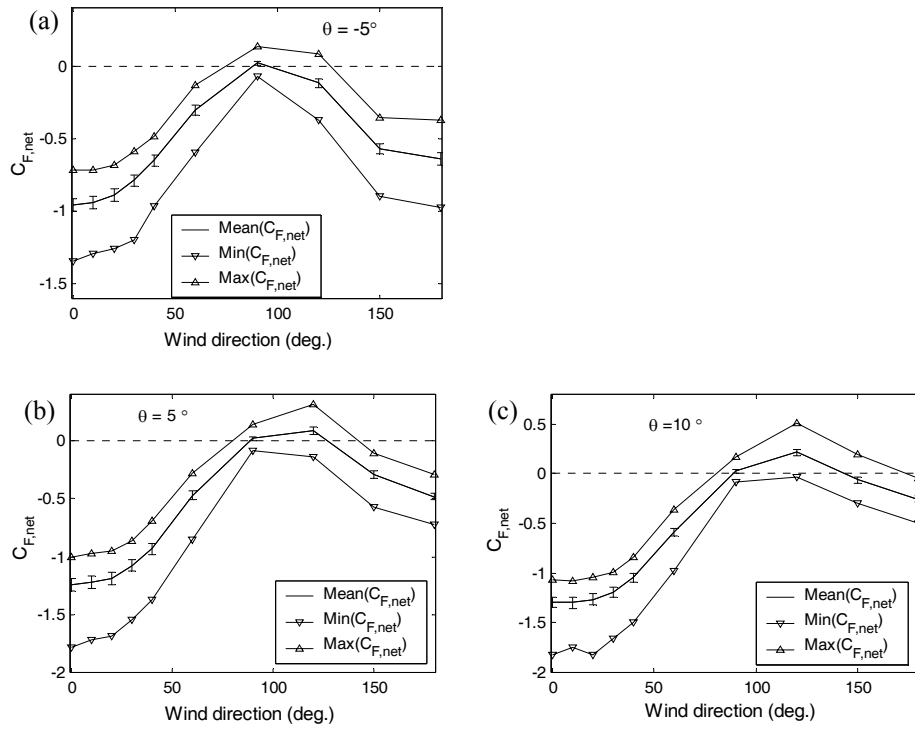 (a)
θ = -5°
0
-0.5
-1
-1.5
C_F,net
Mean(C_F,net)
Min(C_F,net)
Max(C_F,net)
0 50 100 150
Wind direction (deg.)
(b)
θ = 5 °
0
-0.5
-1
-1.5
-2
C_F,net
Mean(C_F,net)
Min(C_F,net)
Max(C_F,net)
0 50 100 150
Wind direction (deg.)
(c)
θ =10 °
0.5
0
-0.5
-1
-1.5
-2
C_F,net
Mean(C_F,net)
Min(C_F,net)
Max(C_F,net)
0 50 100 150
Wind direction (deg.)